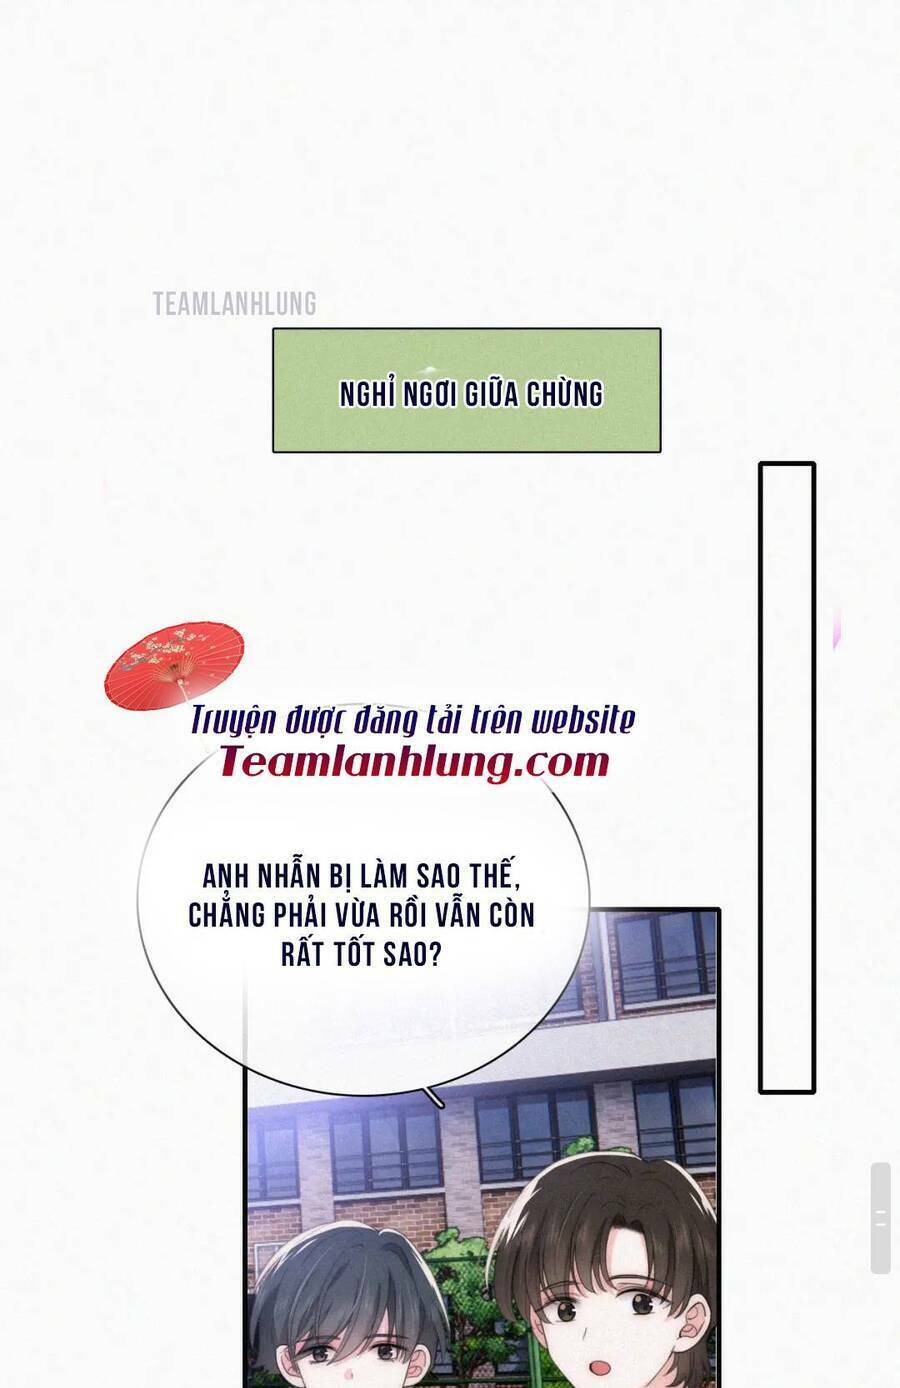 TEAMLANHLUNG
NGHỈ NGƠI GIỮA CHỪNG
Truyện được đăng tải trên website
Teamlanhlung.com
ANH NHẪN BỊ LÀM SAO THẾ,
CHẲNG PHẢI VỪA RỒI VẪN CÒN
RẤT TỐT SAO?